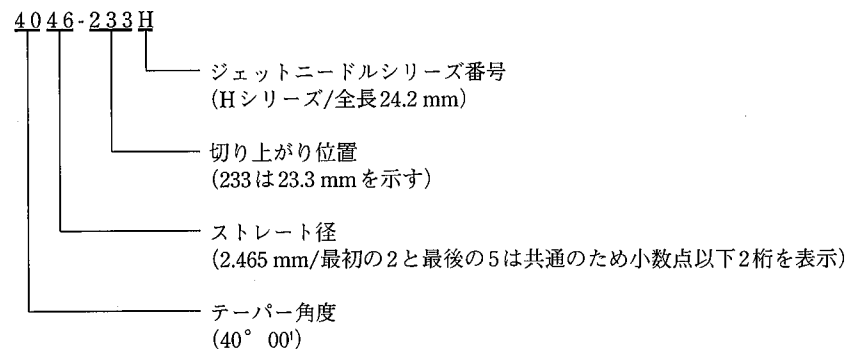 4046-233H
ジェットニードルシリーズ番号
(Hシリーズ/全長24.2 mm)
切り上がり位置
(233は23.3 mmを示す)
ストレート径
(2.465 mm/最初の2と最後の5は共通のため小数点以下2桁を表示)
テーパー角度
(40° 00′)